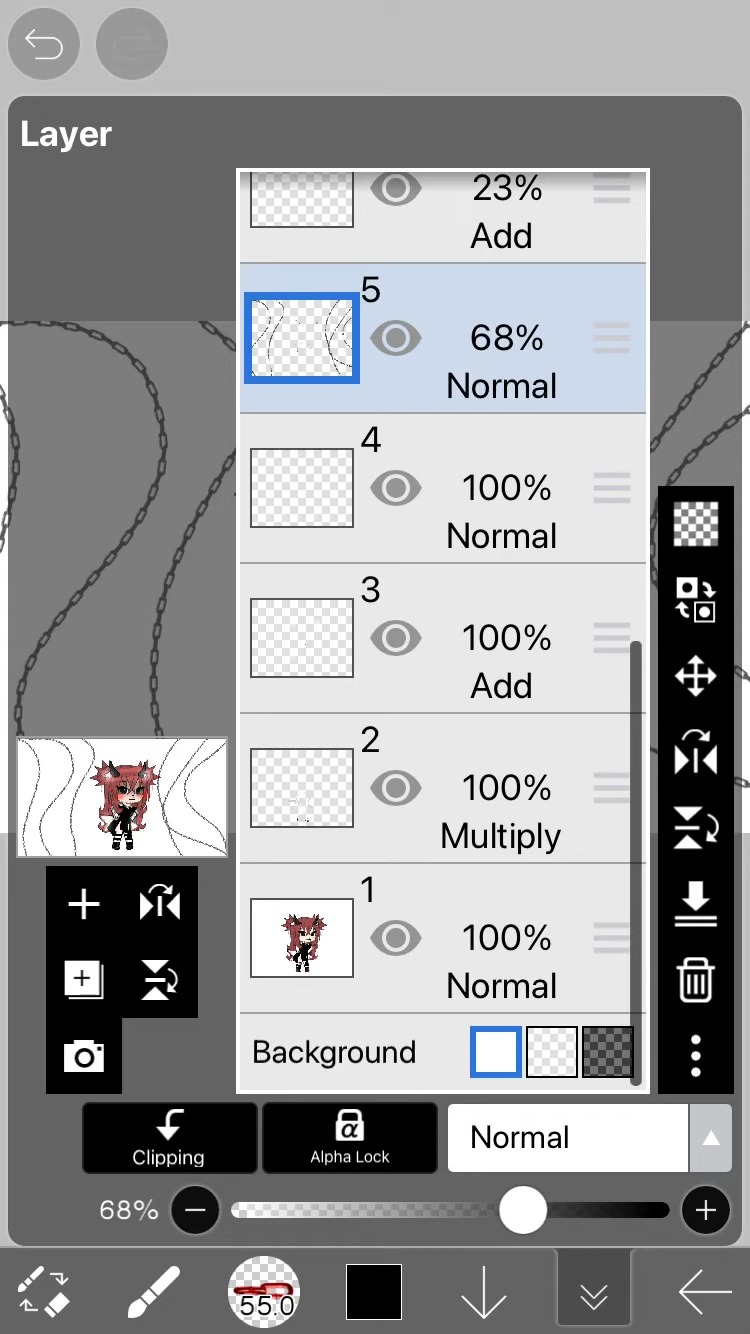 Layer
23%
Add
5
68%
Normal
4
100%
Normal
3
100%
Add
2
100%
Multiply
1
100%
Normal
Background
Clipping
α
Alpha Lock
Normal
68%
55.0